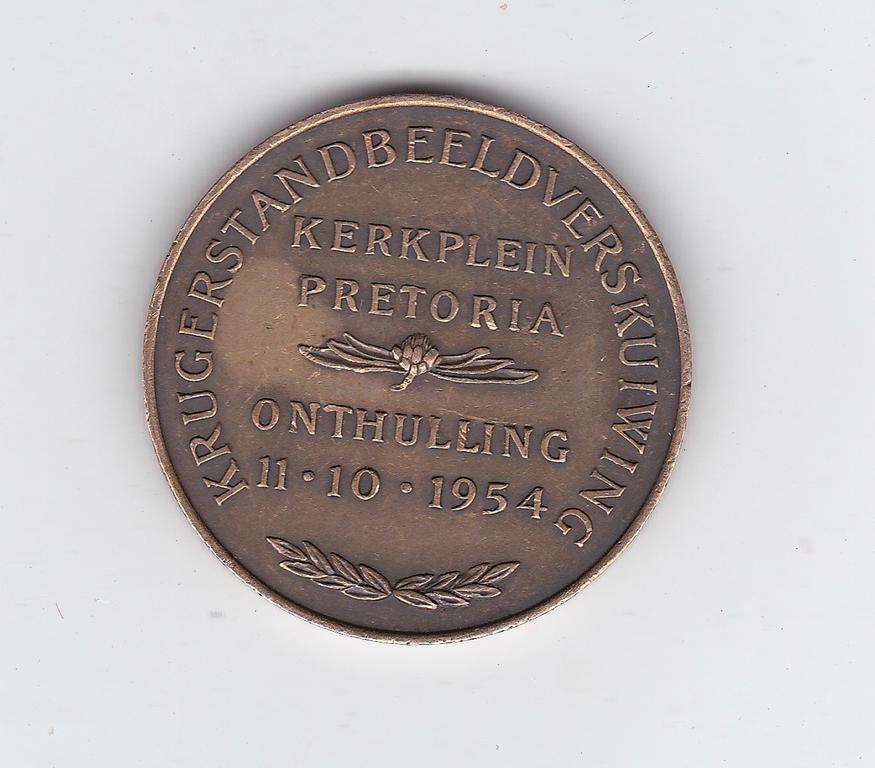 KRUGERSTANDBEELDVERSKUIWING
KERKPLEIN
PRETORIA
ONTHULLING
11·10·1954